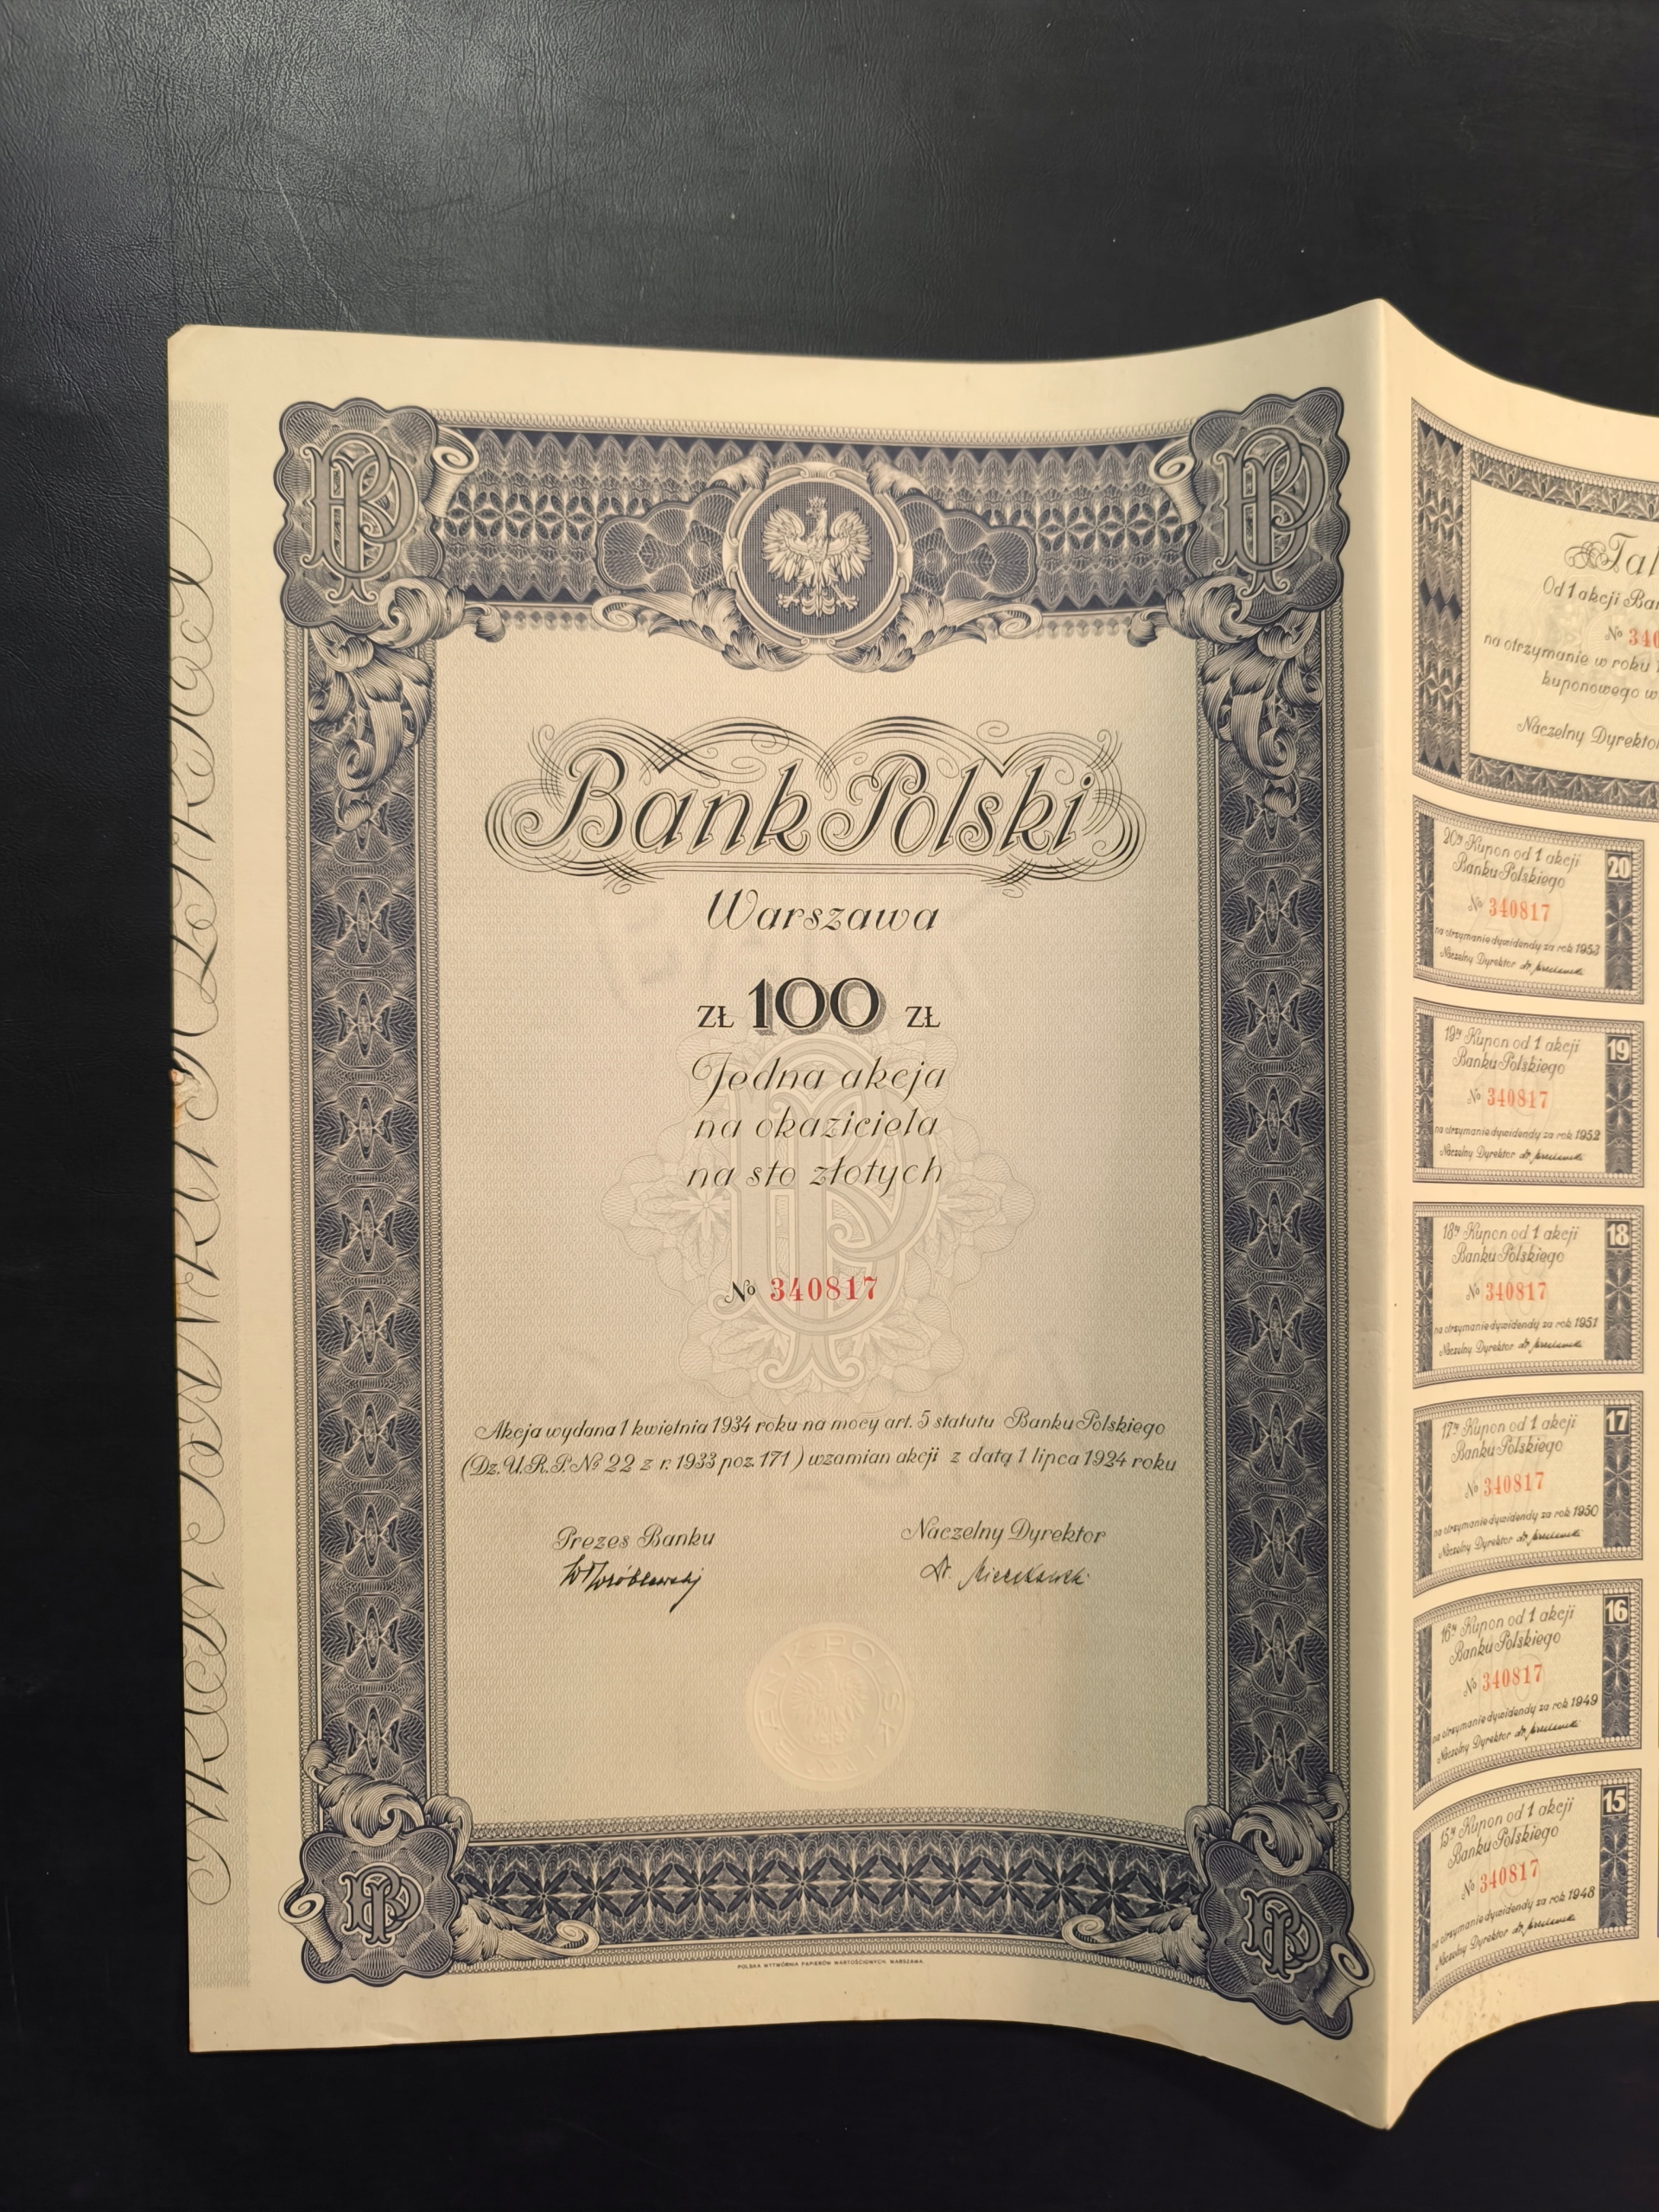 Bank Polski
Warszawa
ZŁ 100 ZŁ
Jedna akcja
na okaziciela
na sto złotych
№ 340817
Akcja wydana 1 kwietnia 1934 roku na mocy art. 5 statutu Banku Polskiego
(Dz. U. R. P. № 22 z r. 1933 poz. 171) wzamian akcji z datą 1 lipca 1924 roku
Prezes Banku
Naczelny Dyrektor
POLSKA WYTWÓRNIA PAPIERÓW WARTOŚCIOWYCH, WARSZAWA
Od 1 akcji
№ 340
na otrzymanie w roku
kuponowego
Naczelny
20ty Kupon od 1 akcji
Banku Polskiego
20
№ 340817
na otrzymanie dywidendy za rok 1953
Naczelny Dyrektor
19ty Kupon od 1 akcji
Banku Polskiego
19
№ 340817
na otrzymanie dywidendy za rok 1952
Naczelny Dyrektor
18ty Kupon od 1 akcji
Banku Polskiego
18
№ 340817
na otrzymanie dywidendy za rok 1951
Naczelny Dyrektor
17ty Kupon od 1 akcji
Banku Polskiego
17
№ 340817
na otrzymanie dywidendy za rok 1950
Naczelny Dyrektor
16ty Kupon od 1 akcji
Banku Polskiego
16
№ 340817
na otrzymanie dywidendy za rok 1949
Naczelny Dyrektor
15ty Kupon od 1 akcji
Banku Polskiego
15
№ 340817
na otrzymanie dywidendy za rok 1948
Naczelny Dyrektor